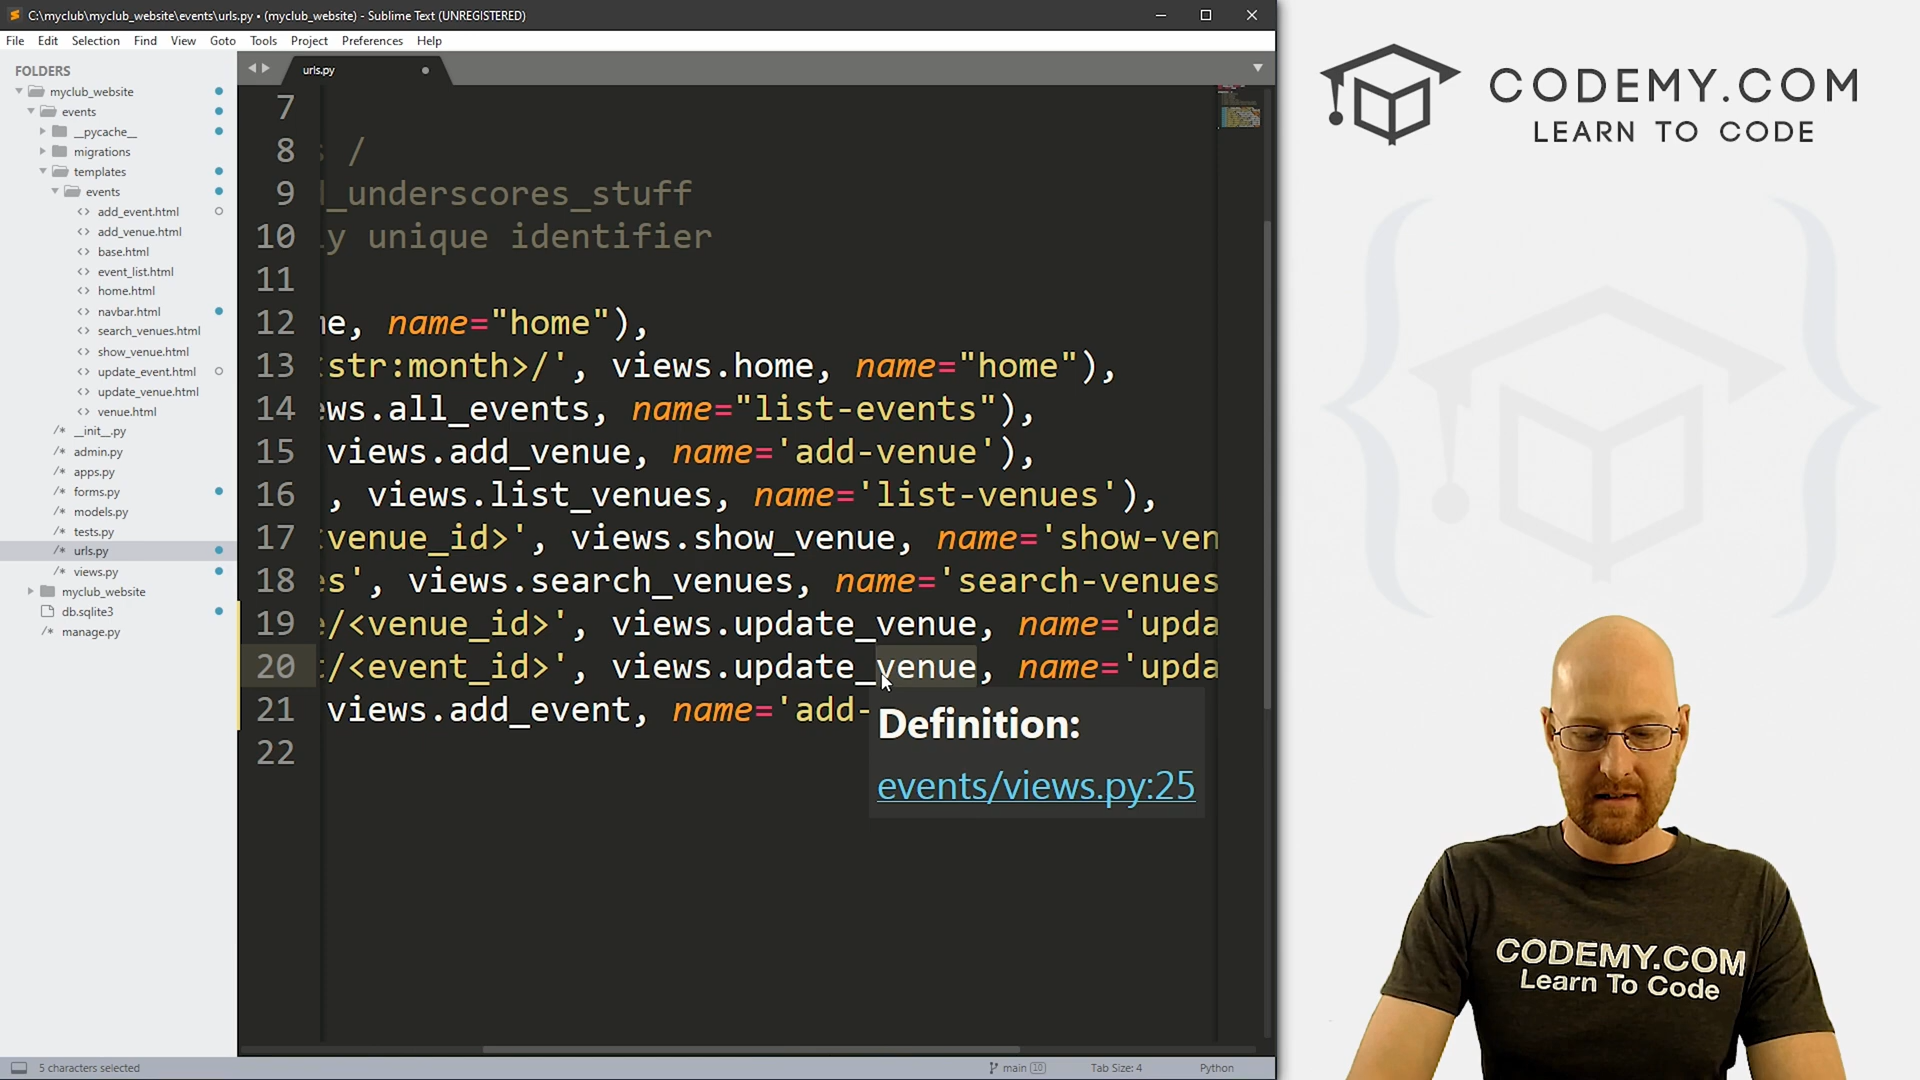 C:\myclub\myclub_website\events\urls.py • (myclub_website) - Sublime Text (UNREGISTERED)
File Edit Selection Find View Goto Tools Project Preferences Help
FOLDERS
myclub_website
events
__pycache__
migrations
templates
events
add_event.html
add_venue.html
base.html
event_list.html
home.html
navbar.html
search_venues.html
show_venue.html
update_event.html
update_venue.html
venue.html
__init__.py
admin.py
apps.py
forms.py
models.py
tests.py
urls.py
views.py
myclub_website
db.sqlite3
manage.py
urls.py
7
8 /
9 _underscores_stuff
10 y unique identifier
11
12 e, name="home"),
13 <str:month>/', views.home, name="home"),
14 ews.all_events, name="list-events"),
15 views.add_venue, name='add-venue'),
16 , views.list_venues, name='list-venues'),
17 <venue_id>', views.show_venue, name='show-ven
18 es', views.search_venues, name='search-venues
19 e/<venue_id>', views.update_venue, name='upda
20 t/<event_id>', views.update_venue, name='upda
21 views.add_event, name='add-
22
Definition:
events/views.py:25
5 characters selected
main 10
Tab Size: 4
Python
CODEMY.COM
LEARN TO CODE
CODEMY.COM
Learn To Code